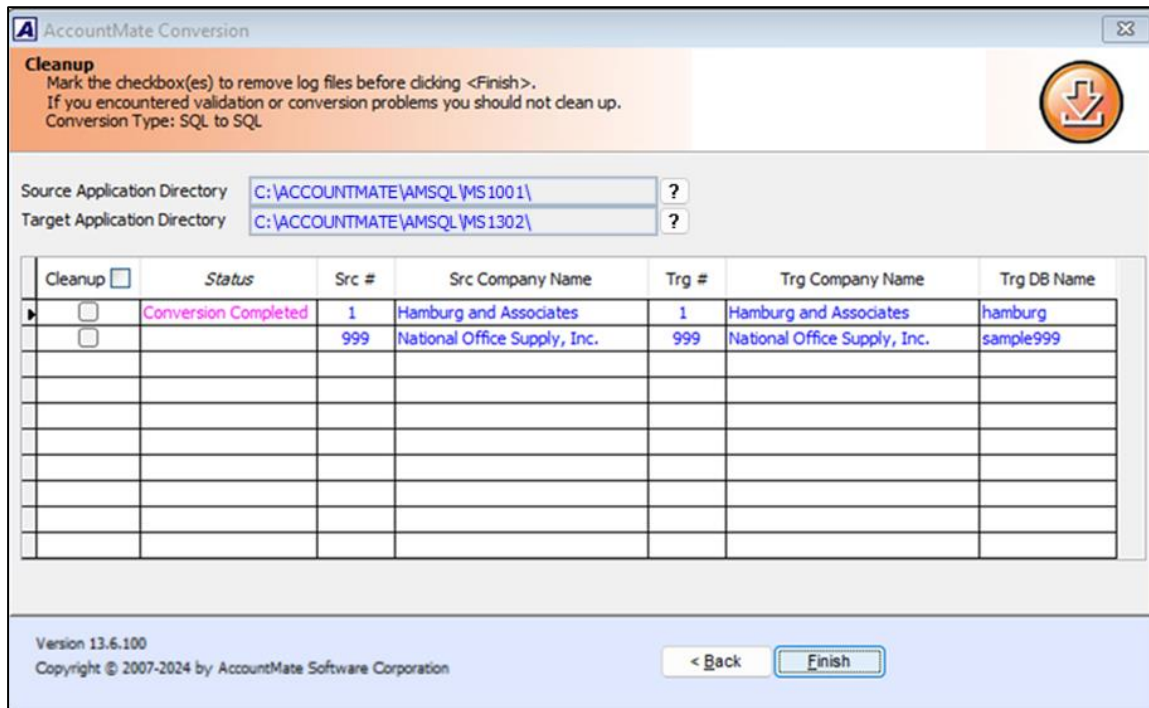 A AccountMate Conversion
Cleanup
Mark the checkbox(es) to remove log files before clicking <Finish>.
If you encountered validation or conversion problems you should not clean up.
Conversion Type: SQL to SQL
Source Application Directory C:\ACCOUNTMATE\AMSQL\MS1001\ ?
Target Application Directory C:\ACCOUNTMATE\AMSQL\MS1302\ ?
Cleanup Status Src # Src Company Name Trg # Trg Company Name Trg DB Name
Conversion Completed 1 Hamburg and Associates 1 Hamburg and Associates hamburg
999 National Office Supply, Inc. 999 National Office Supply, Inc. sample999
Version 13.6.100
Copyright © 2007-2024 by AccountMate Software Corporation
< Back Finish